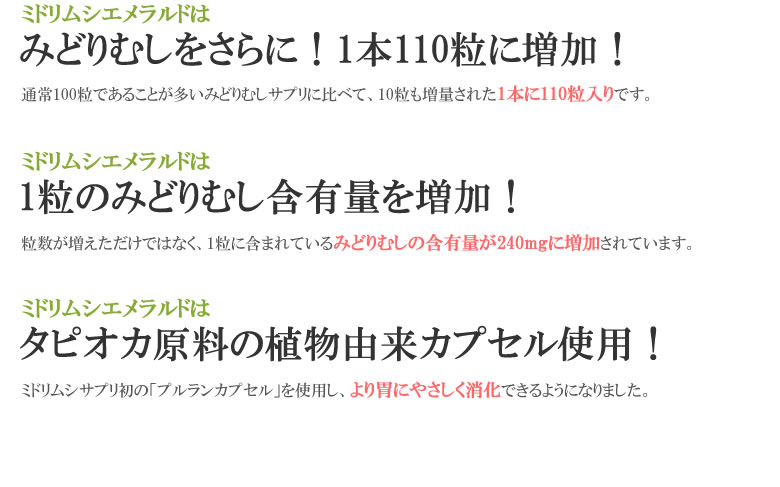 ミドリムシエメラルドは
みどりむしをさらに！1本110粒に増加！
通常100粒であることが多いみどりむしサプリに比べて、10粒も増量された1本に110粒入りです。
ミドリムシエメラルドは
1粒のみどりむし含有量を増加！
粒数が増えただけではなく、1粒に含まれているみどりむしの含有量が240mgに増加されています。
ミドリムシエメラルドは
タピオカ原料の植物由来カプセル使用！
ミドリムシサプリ初の「プルランカプセル」を使用し、より胃にやさしく消化できるようになりました。